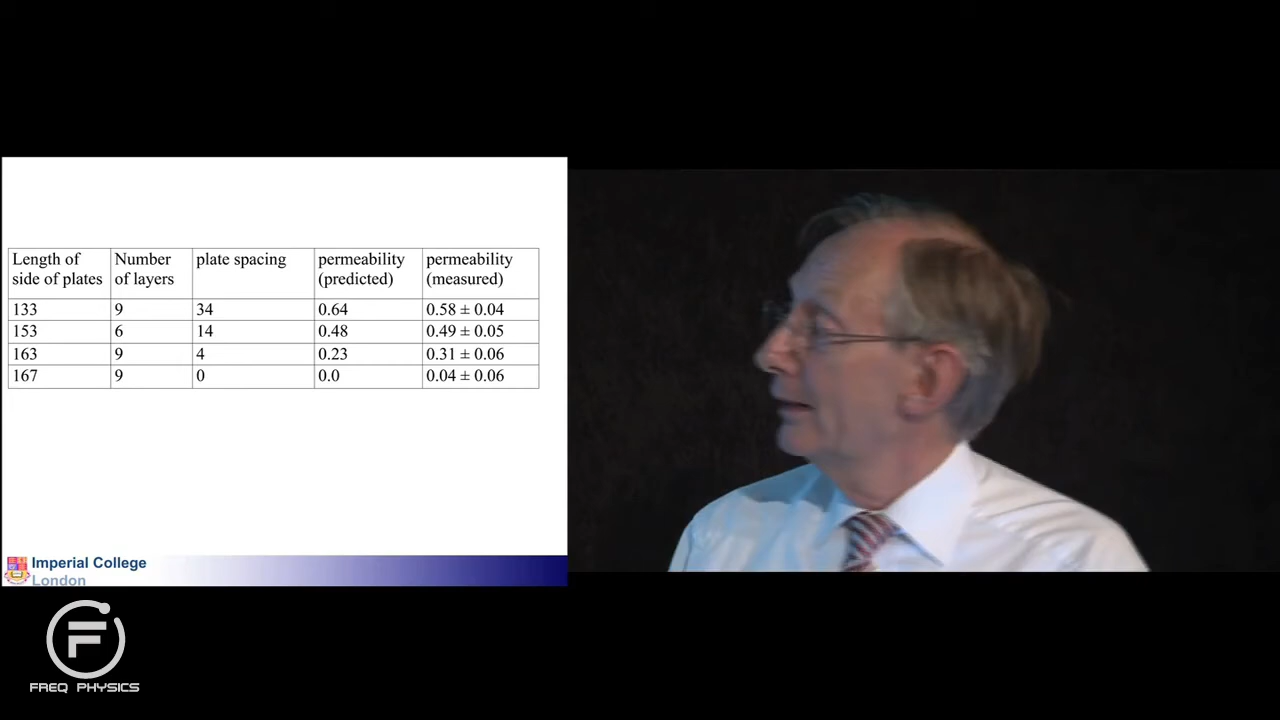 Length of side of plates Number of layers plate spacing permeability (predicted) permeability (measured)
133 9 34 0.64 0.58 ± 0.04
153 6 14 0.48 0.49 ± 0.05
163 9 4 0.23 0.31 ± 0.06
167 9 0 0.0 0.04 ± 0.06
Imperial College
London
F
FREQ PHYSICS